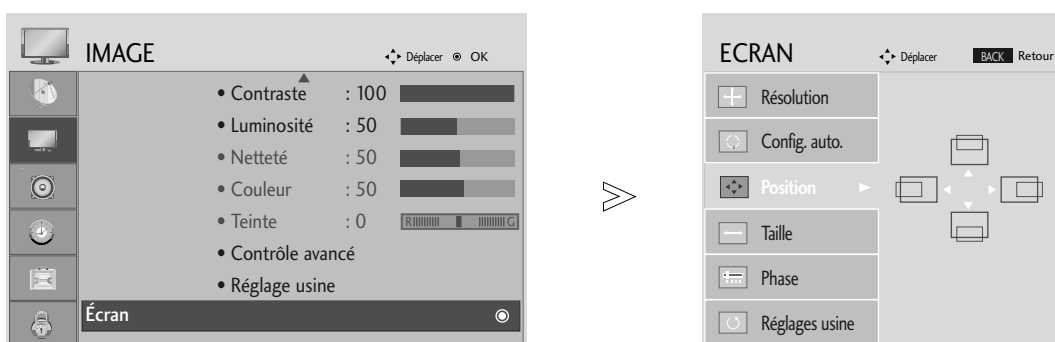 IMAGE
Déplacer OK
• Contraste : 100
• Luminosité : 50
• Netteté : 50
• Couleur : 50
• Teinte : 0 R G
• Contrôle avancé
• Réglage usine
Écran
ECRAN
Déplacer BACK Retour
Résolution
Config. auto.
Position
Taille
Phase
Réglages usine